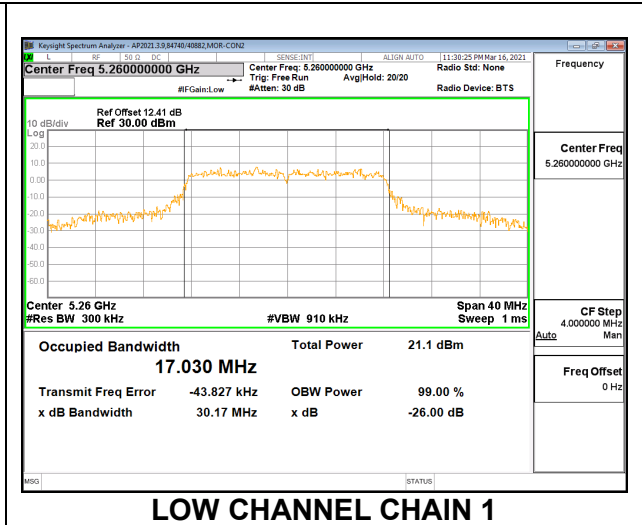 Keysight Spectrum Analyzer - AP2021.3.9,84740/40882,MOR-CON2
LXI L RF 50 Ω DC SENSE:INT ALIGN AUTO 11:30:25 PM Mar 16, 2021
Center Freq 5.260000000 GHz
Center Freq: 5.260000000 GHz Radio Std: None
Trig: Free Run Avg|Hold: 20/20
#IFGain:Low #Atten: 30 dB Radio Device: BTS
Frequency
Ref Offset 12.41 dB
10 dB/div Ref 30.00 dBm
Log
20.0
10.0
0.00
-10.0
-20.0
-30.0
-40.0
-50.0
-60.0
Center Freq
5.260000000 GHz
Center 5.26 GHz Span 40 MHz
#Res BW 300 kHz #VBW 910 kHz Sweep 1 ms
CF Step
4.000000 MHz
Auto Man
Occupied Bandwidth Total Power 21.1 dBm
17.030 MHz
Transmit Freq Error -43.827 kHz OBW Power 99.00 %
x dB Bandwidth 30.17 MHz x dB -26.00 dB
Freq Offset
0 Hz
MSG STATUS
LOW CHANNEL CHAIN 1